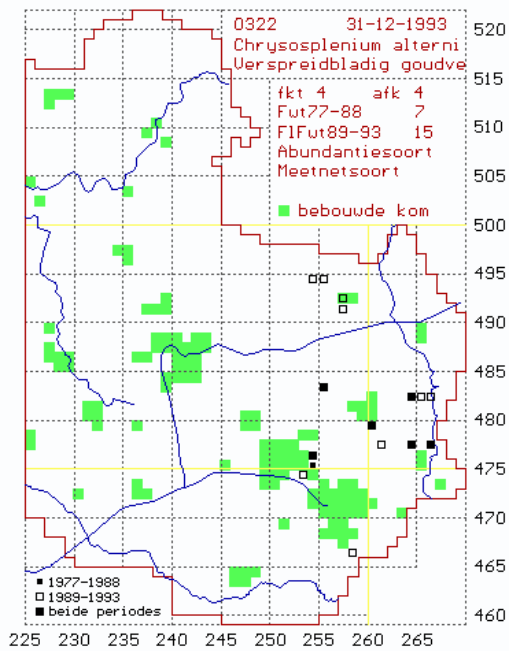 0322 31-12-1993
Chrysosplenium alterni
Verspreidbladig goudve
fkt 4 afk 4
Fwt77-88 7
FlFwt89-93 15
Abundantiesoort
Meetnetsoort
bebouwde kom
520
515
510
505
500
495
490
485
480
475
470
465
460
1977-1988
1989-1993
beide periodes
225 230 235 240 245 250 255 260 265